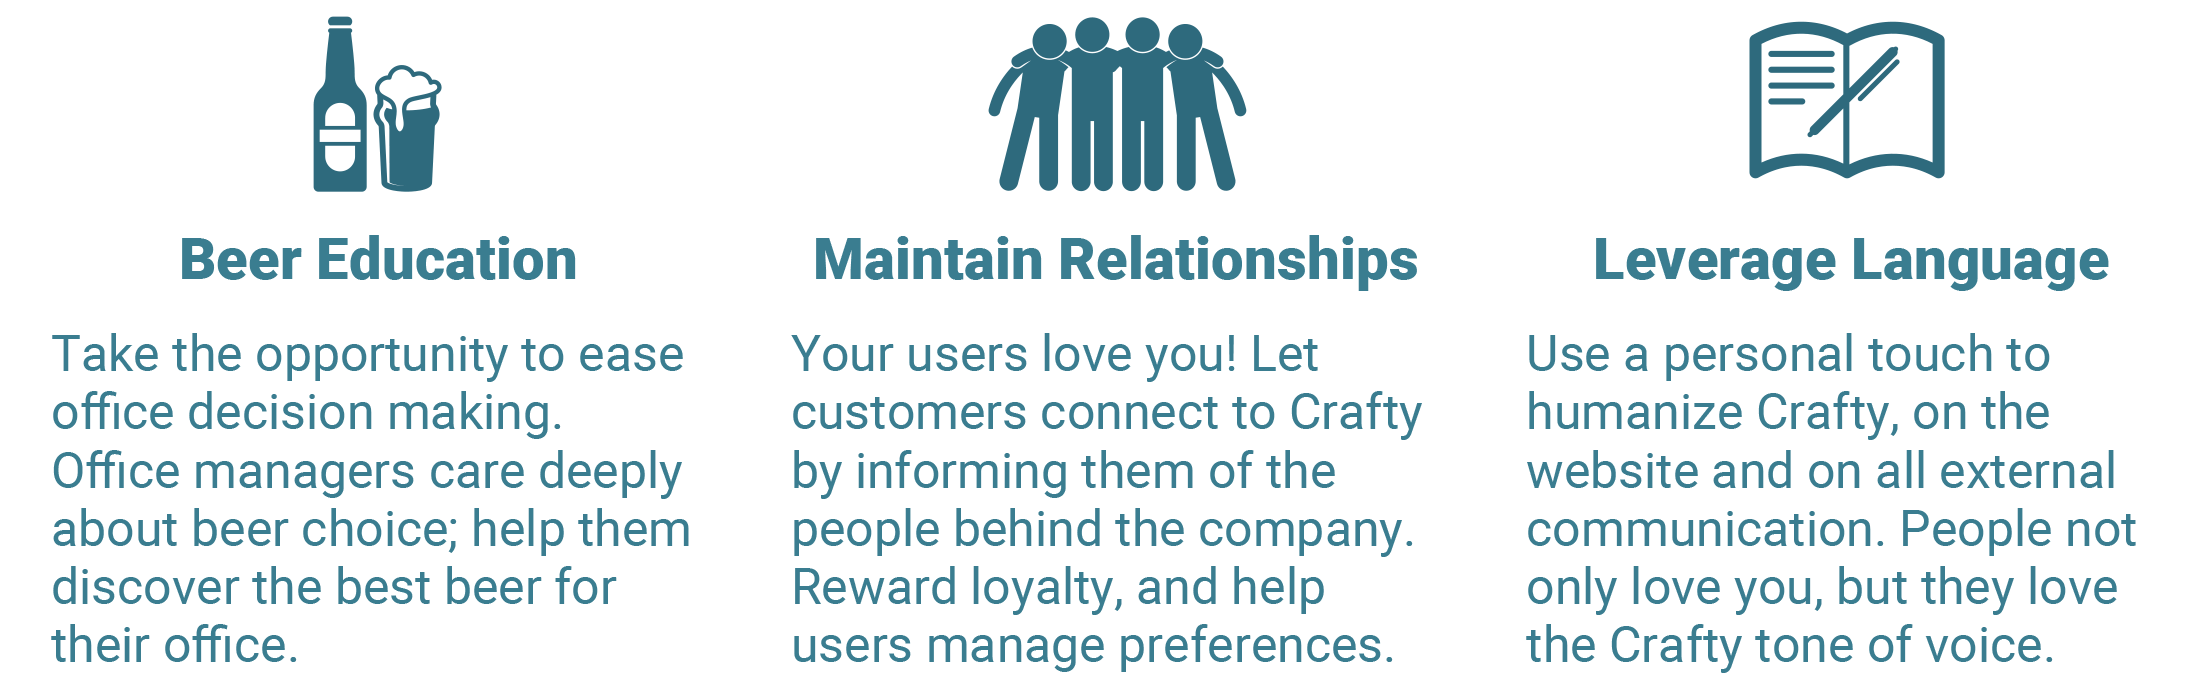 Beer Education
Take the opportunity to ease
office decision making.
Office managers care deeply
about beer choice; help them
discover the best beer for
their office.
Maintain Relationships
Your users love you! Let
customers connect to Crafty
by informing them of the
people behind the company.
Reward loyalty, and help
users manage preferences.
Leverage Language
Use a personal touch to
humanize Crafty, on the
website and on all external
communication. People not
only love you, but they love
the Crafty tone of voice.